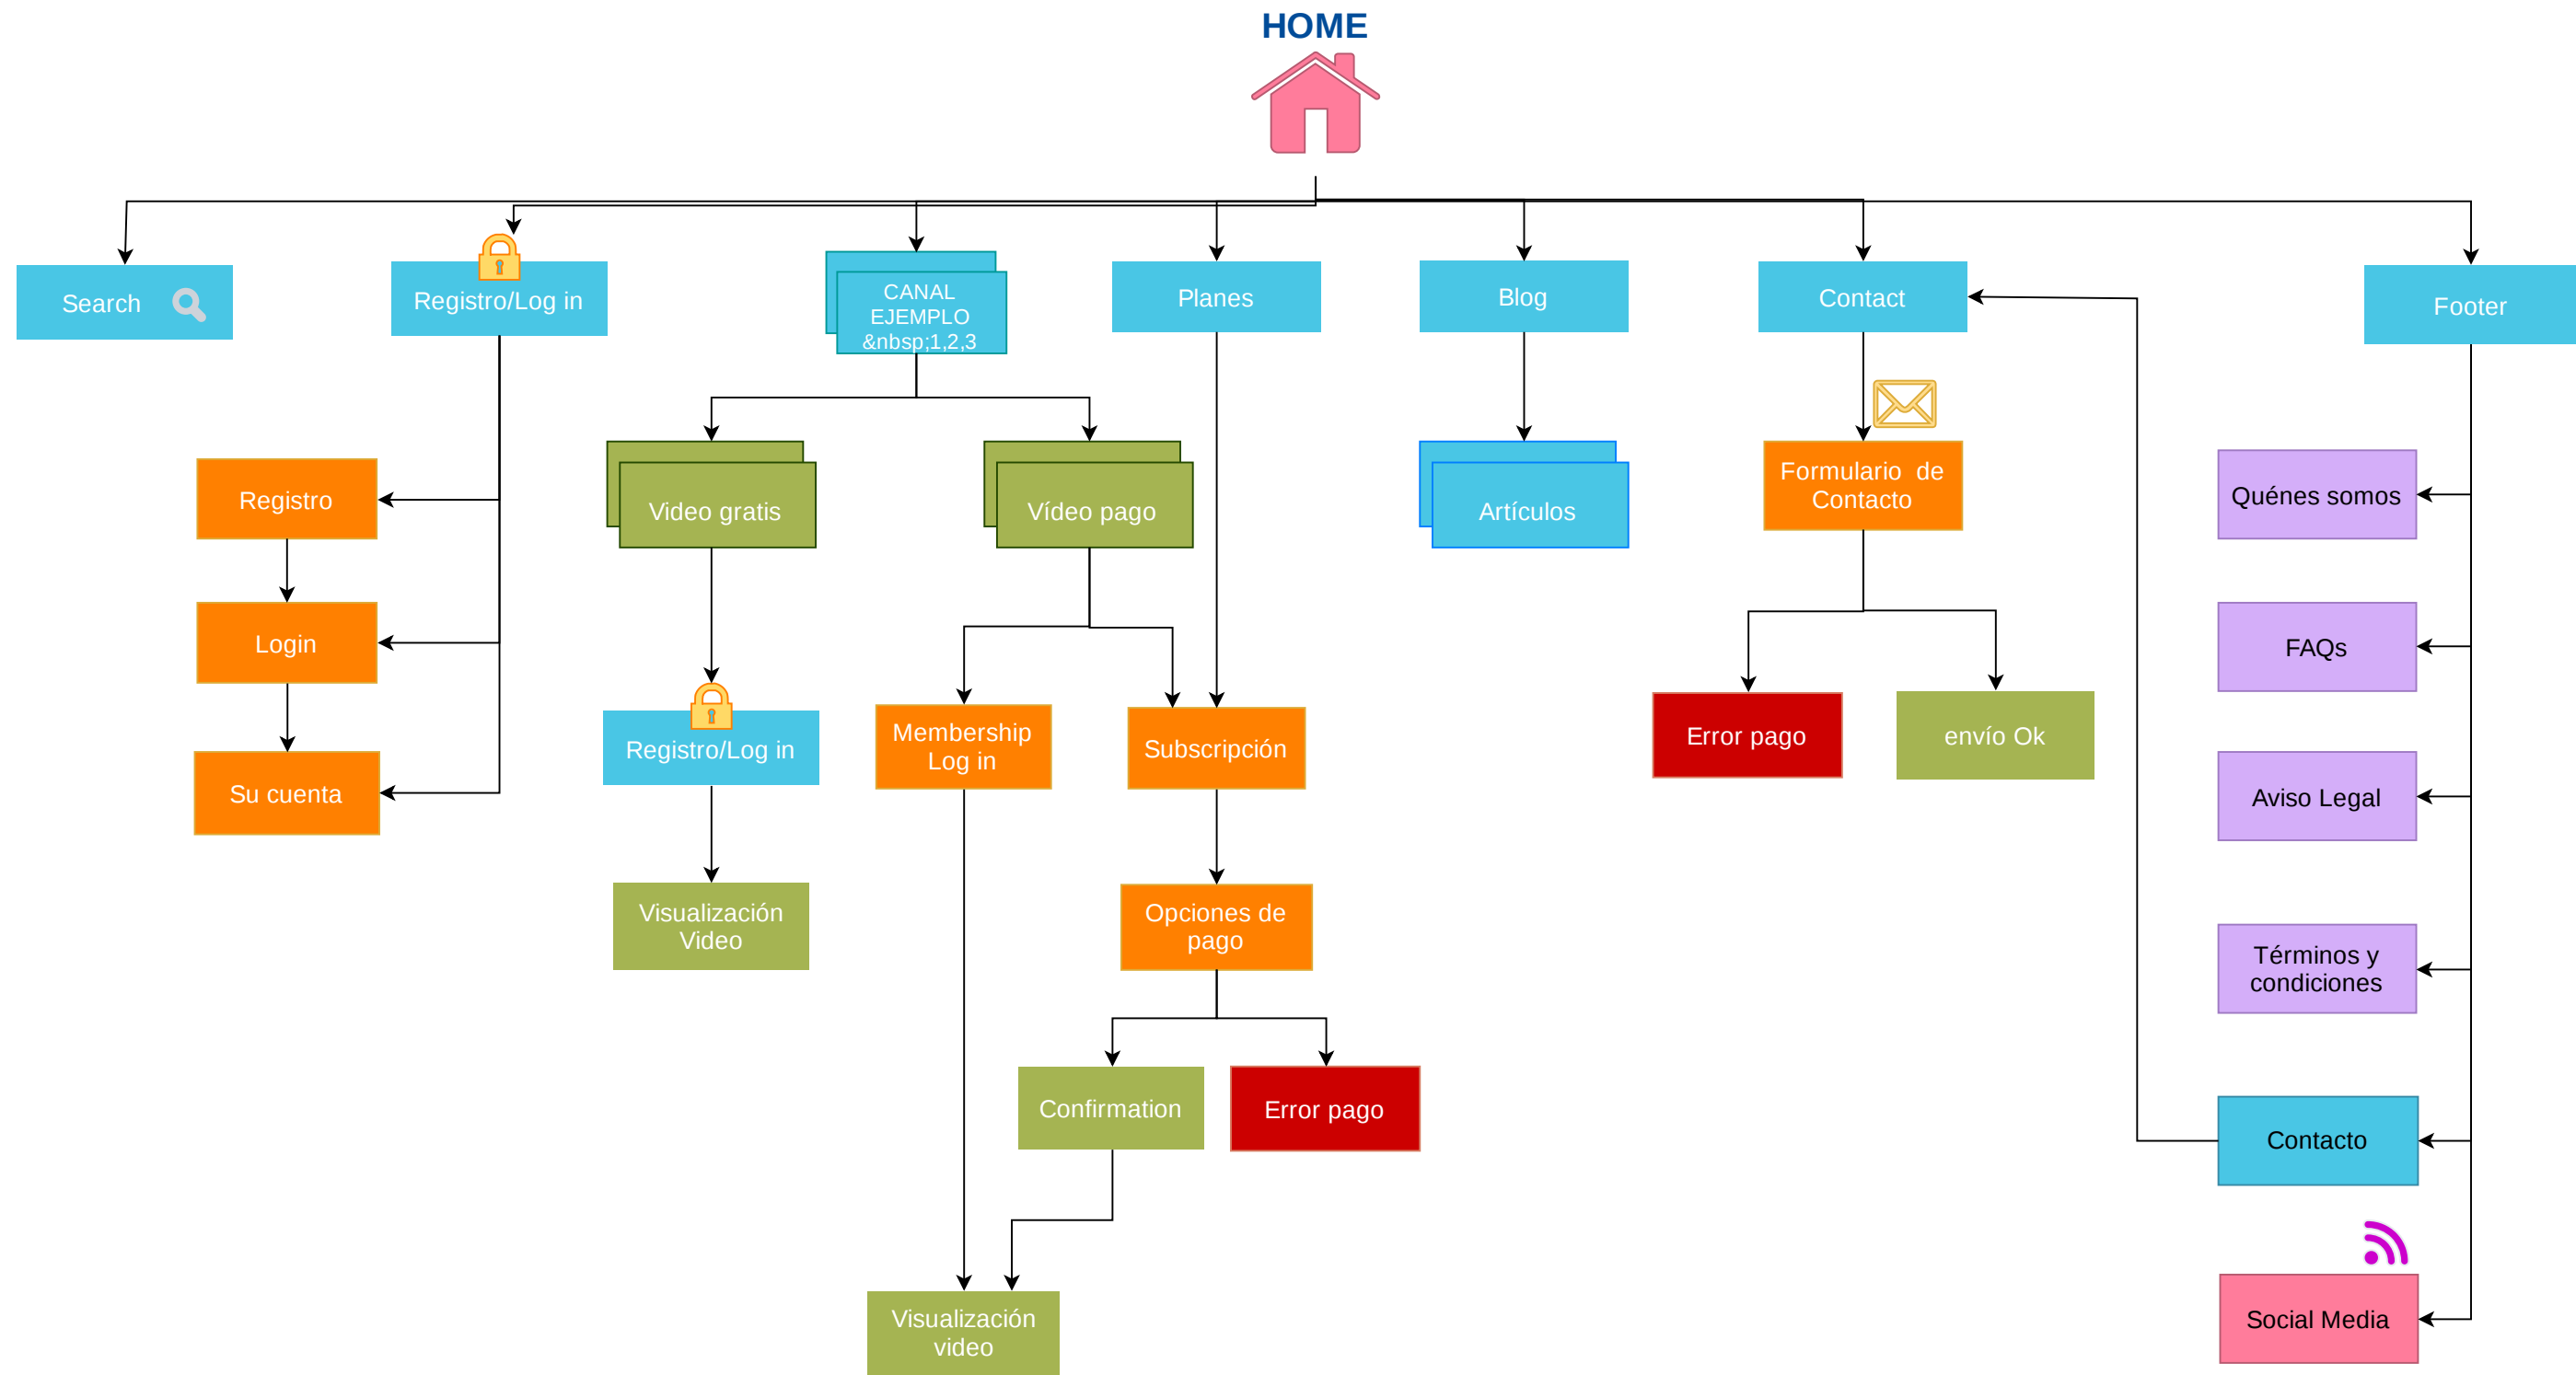 HOME
Search
Registro/Log in
CANAL
EJEMPLO
&nbsp;1,2,3
Planes
Blog
Contact
Footer
Registro
Video gratis
Vídeo pago
Artículos
Formulario  de
Contacto
Quénes somos
Login
FAQs
Su cuenta
Registro/Log in
Membership
Log in
Subscripción
Error pago
envío Ok
Aviso Legal
Visualización
Video
Opciones de
pago
Términos y
condiciones
Confirmation
Error pago
Contacto
Visualización
video
Social Media